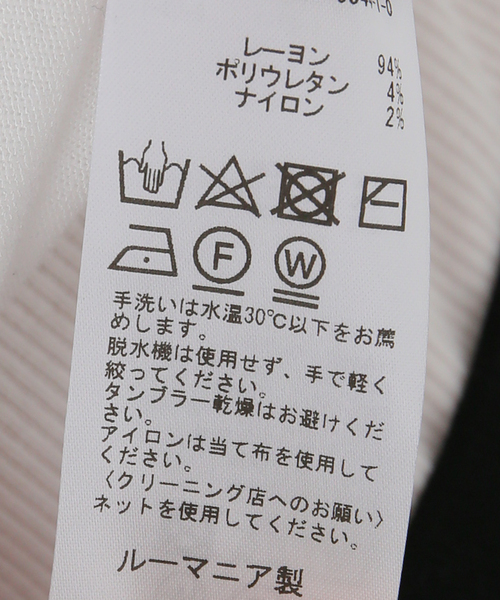 レーヨン 94%
ポリウレタン 4%
ナイロン 2%
F
W
手洗いは水温30℃以下をお薦
めします。
脱水機は使用せず、手で軽く
絞ってください。
タンブラー乾燥はお避けくだ
さい。
アイロンは当て布を使用して
ください。
〈クリーニング店へのお願い〉
ネットを使用してください。
ルーマニア製